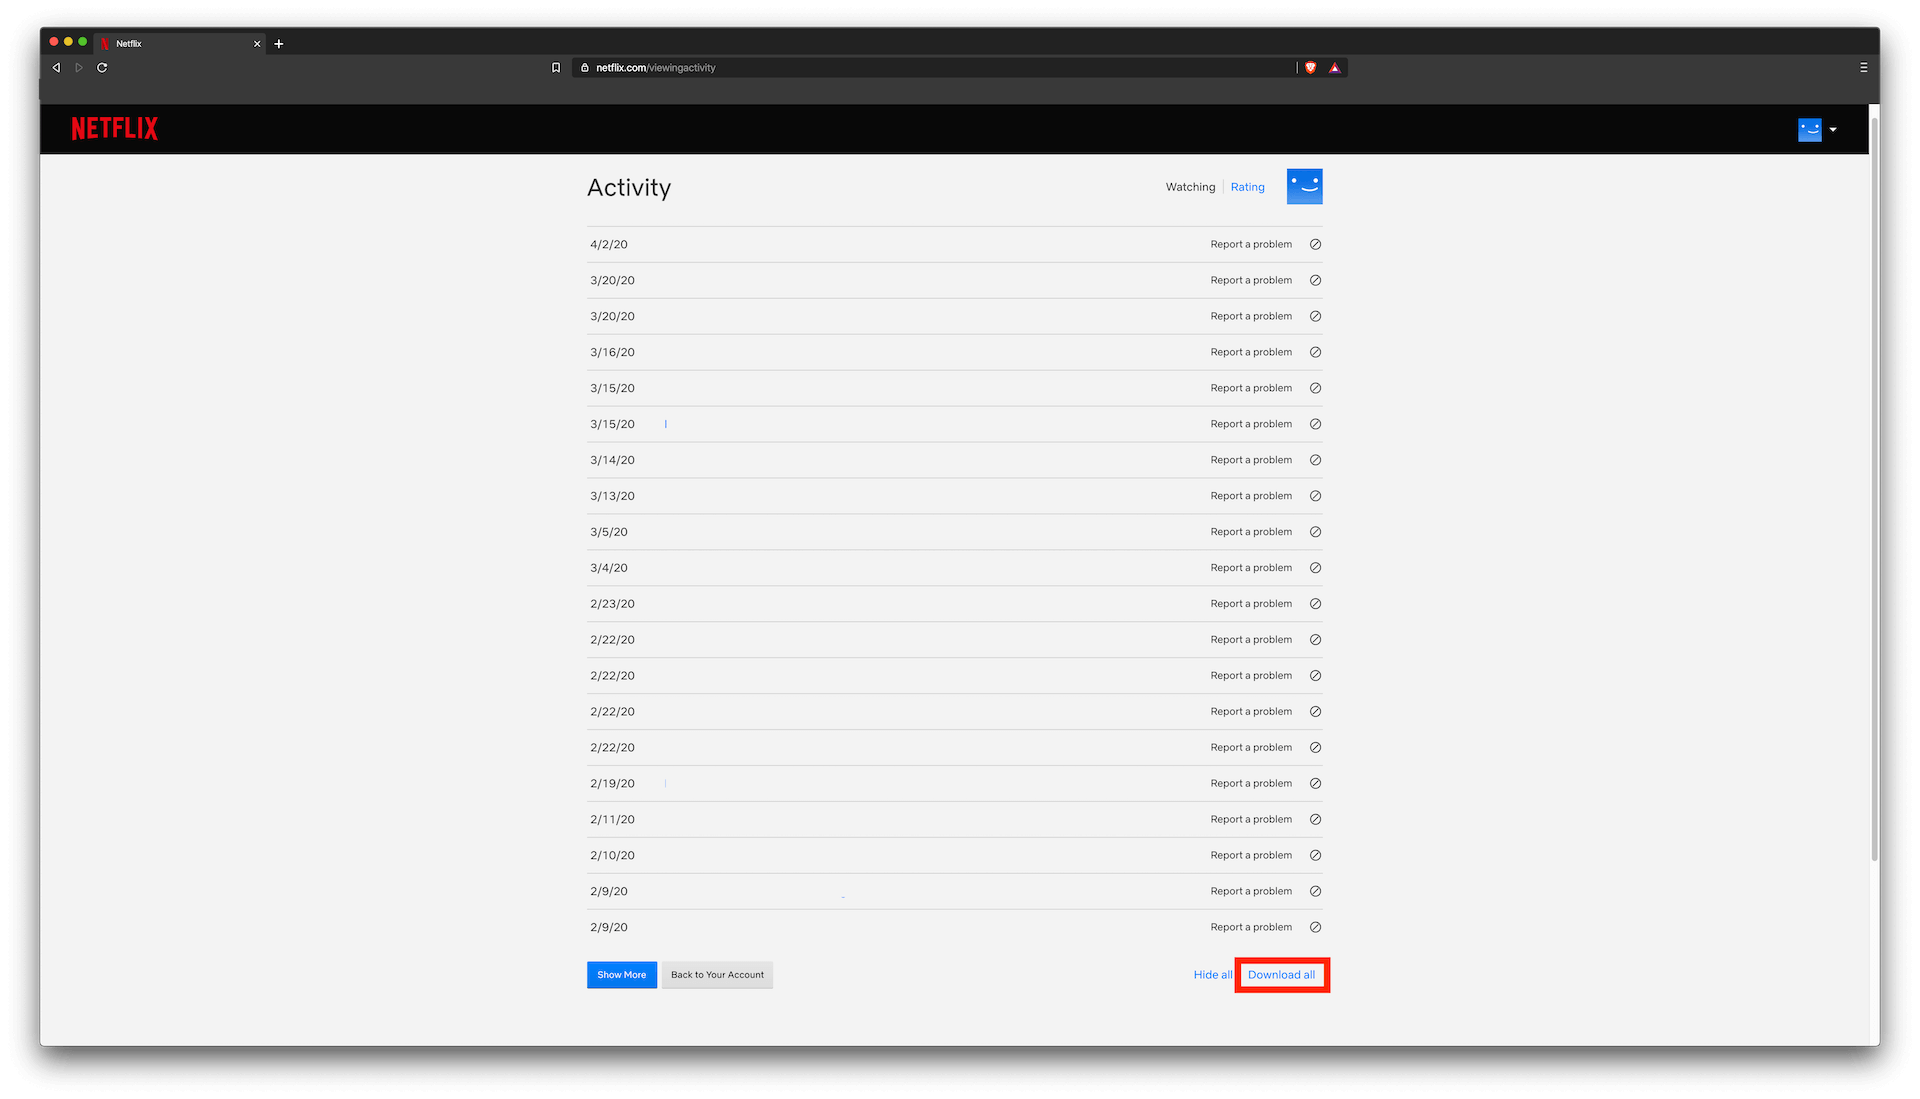 Netflix
netflix.com/viewingactivity
NETFLIX
Activity
Watching Rating
4/2/20 Report a problem
3/20/20 Report a problem
3/20/20 Report a problem
3/16/20 Report a problem
3/15/20 Report a problem
3/15/20 Report a problem
3/14/20 Report a problem
3/13/20 Report a problem
3/5/20 Report a problem
3/4/20 Report a problem
2/23/20 Report a problem
2/22/20 Report a problem
2/22/20 Report a problem
2/22/20 Report a problem
2/22/20 Report a problem
2/19/20 Report a problem
2/11/20 Report a problem
2/10/20 Report a problem
2/9/20 Report a problem
2/9/20 Report a problem
Show More Back to Your Account Hide all Download all